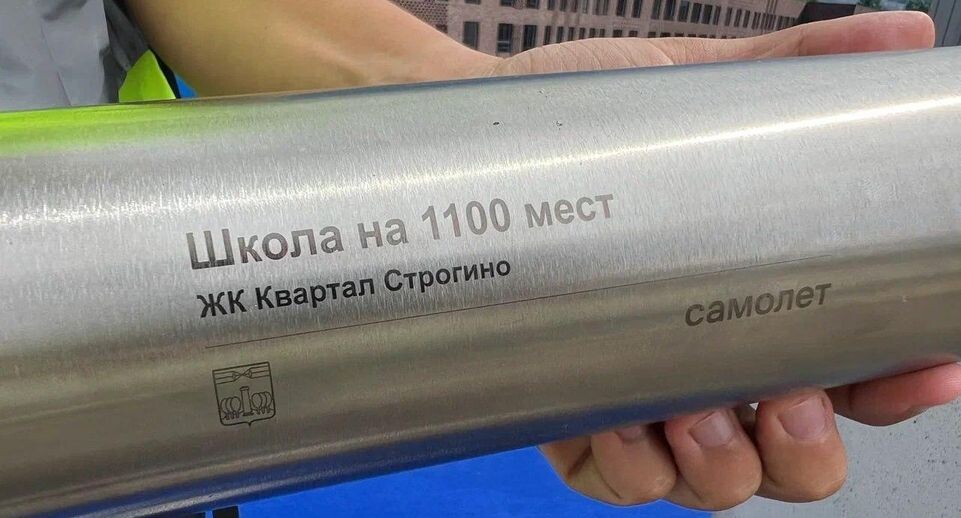 Школа на 1100 мест
ЖК Квартал Строгино
самолет